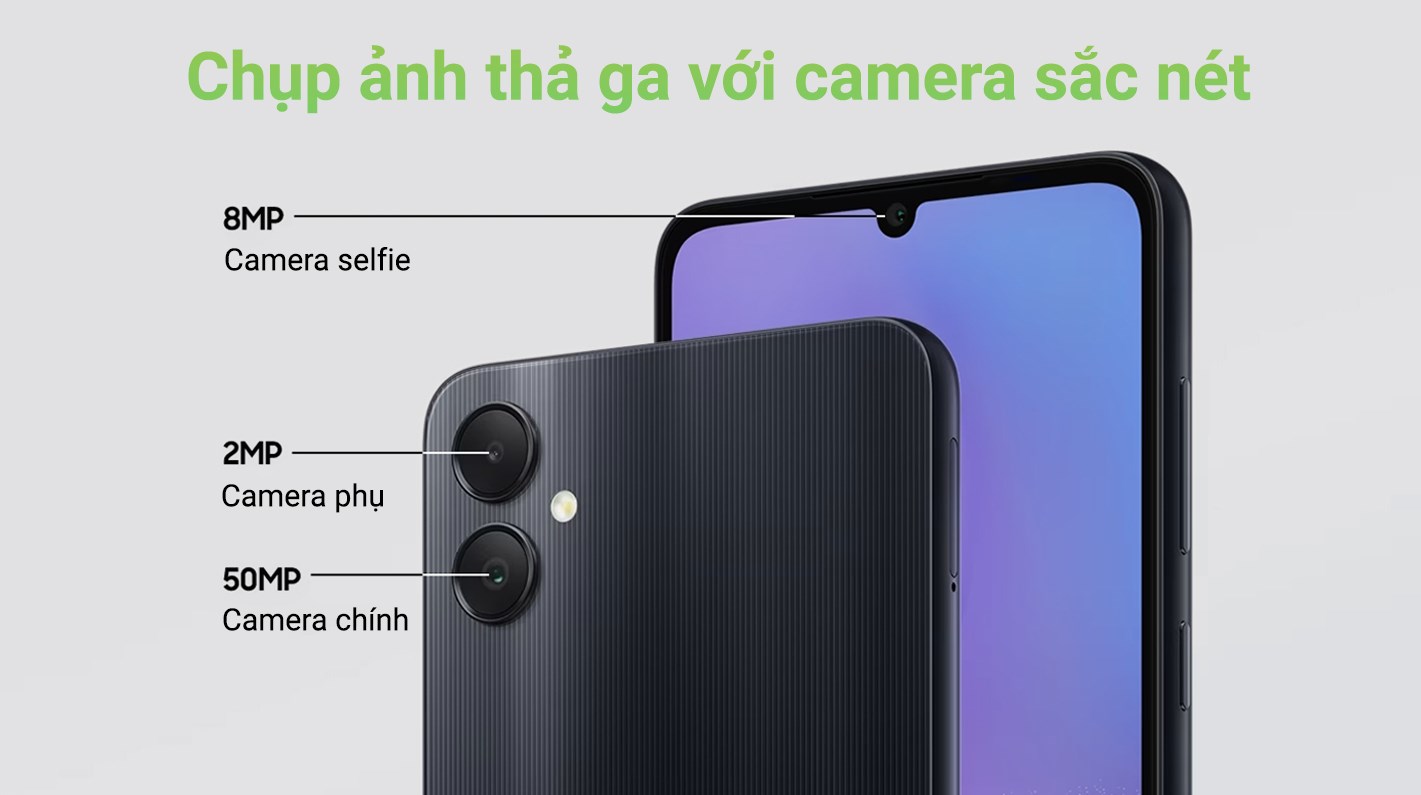 Chụp ảnh thả ga với camera sắc nét
8MP
Camera selfie
2MP
Camera phụ
50MP
Camera chính